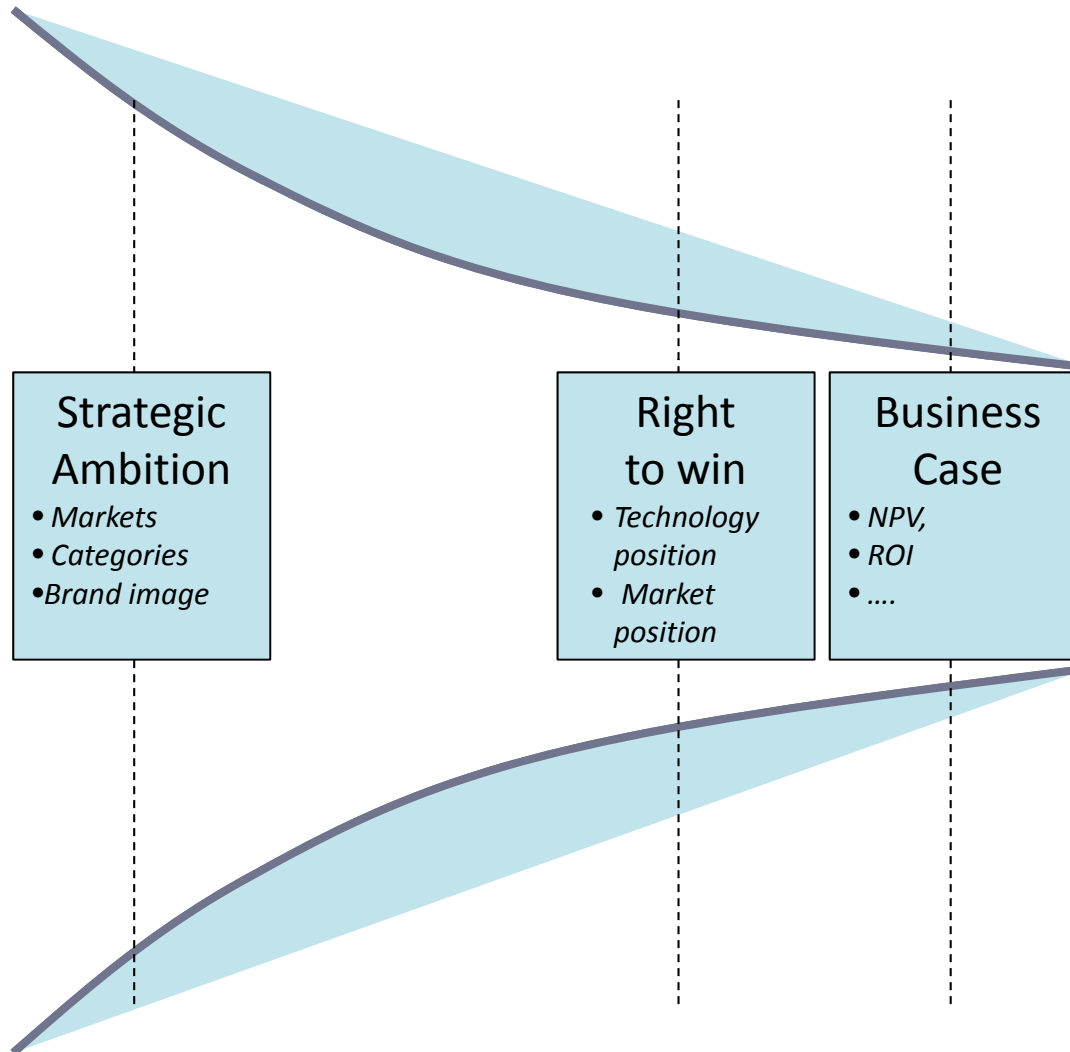 Strategic
Ambition
• Markets
• Categories
•Brand image
Right
to win
• Technology
position
• Market
position
Business
Case
• NPV,
• ROI
• ....